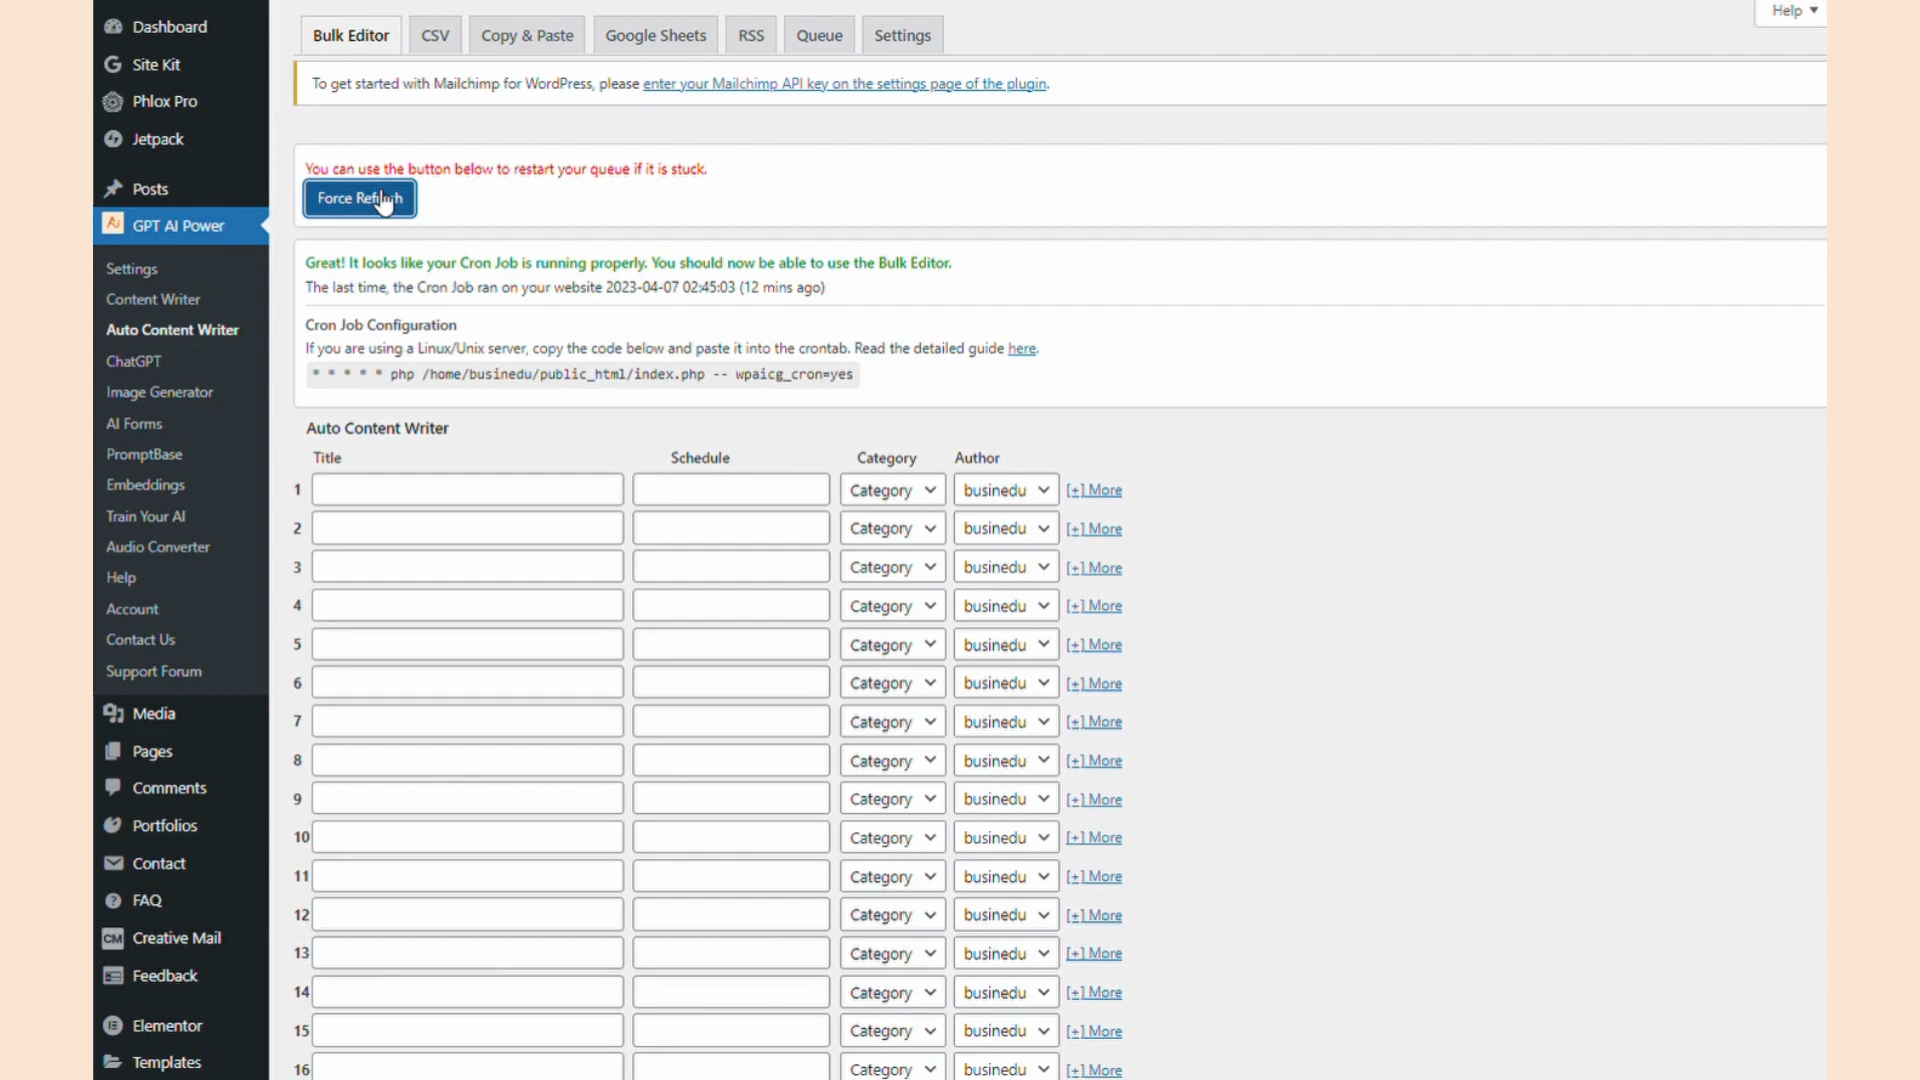 Dashboard
Site Kit
Phlox Pro
Jetpack
Posts
GPT AI Power
Settings
Content Writer
Auto Content Writer
ChatGPT
Image Generator
AI Forms
PromptBase
Embeddings
Train Your AI
Audio Converter
Help
Account
Contact Us
Support Forum
Media
Pages
Comments
Portfolios
Contact
FAQ
CM Creative Mail
Feedback
Elementor
Templates
Help
Bulk Editor CSV Copy & Paste Google Sheets RSS Queue Settings
To get started with Mailchimp for WordPress, please enter your Mailchimp API key on the settings page of the plugin.
You can use the button below to restart your queue if it is stuck.
Force Refresh
Great! It looks like your Cron Job is running properly. You should now be able to use the Bulk Editor.
The last time, the Cron Job ran on your website 2023-04-07 02:45:03 (12 mins ago)
Cron Job Configuration
If you are using a Linux/Unix server, copy the code below and paste it into the crontab. Read the detailed guide here.
* * * * * php /home/businedu/public_html/index.php -- wpaicg_cron=yes
Auto Content Writer
Title Schedule Category Author
1 Category businedu [+] More
2 Category businedu [+] More
3 Category businedu [+] More
4 Category businedu [+] More
5 Category businedu [+] More
6 Category businedu [+] More
7 Category businedu [+] More
8 Category businedu [+] More
9 Category businedu [+] More
10 Category businedu [+] More
11 Category businedu [+] More
12 Category businedu [+] More
13 Category businedu [+] More
14 Category businedu [+] More
15 Category businedu [+] More
16 Category businedu [+] More